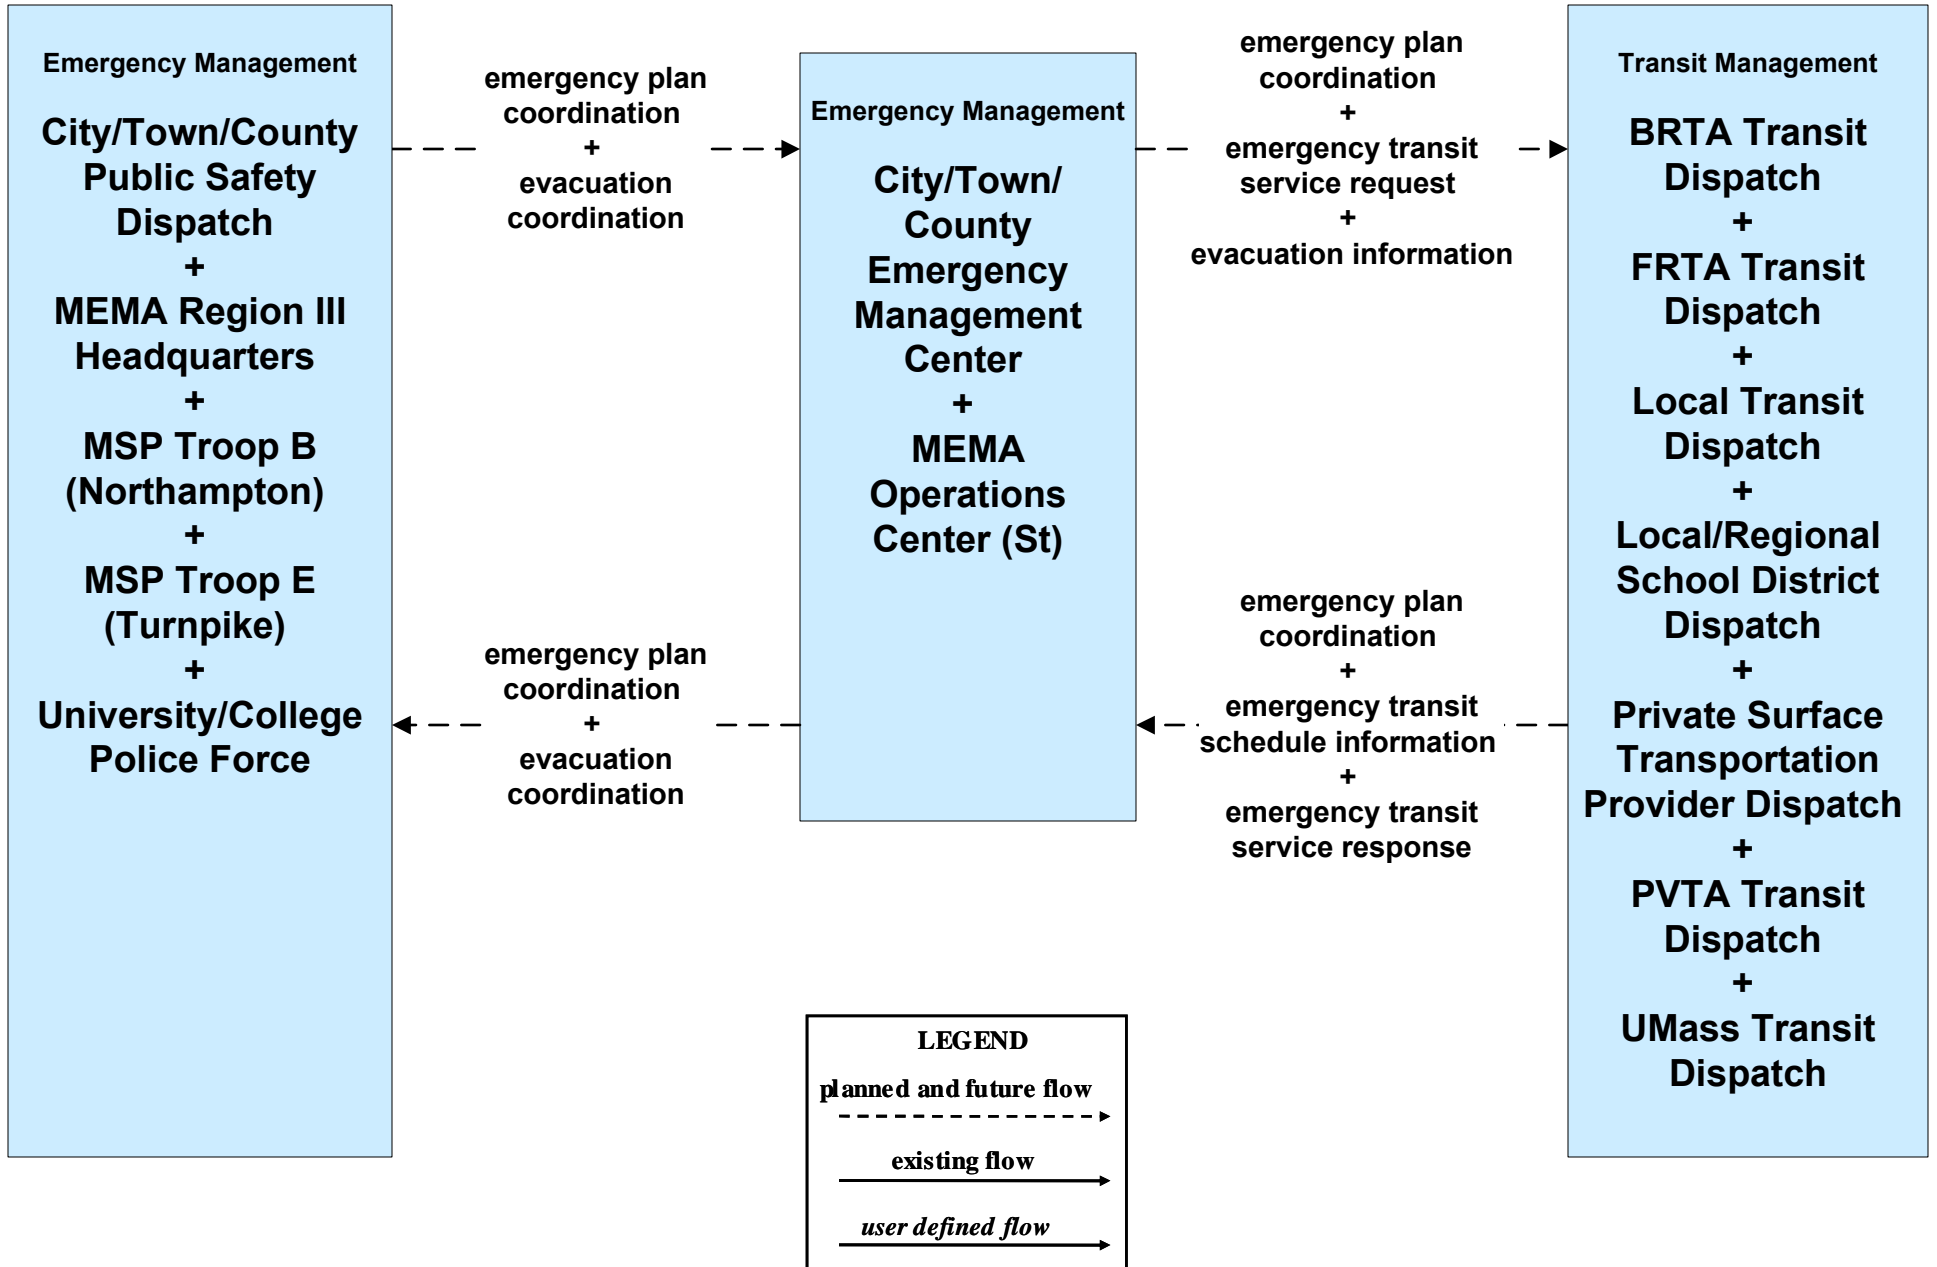 Emergency Management
City/Town/County
Public Safety
Dispatch
+
MEMA Region III
Headquarters
+
MSP Troop B
(Northampton)
+
MSP Troop E
(Turnpike)
+
University/College
Police Force
emergency plan
coordination
+
evacuation
coordination
emergency plan
coordination
+
evacuation
coordination
Emergency Management
City/Town/
County
Emergency
Management
Center
+
MEMA
Operations
Center (St)
emergency plan
coordination
+
emergency transit
service request
+
evacuation information
emergency plan
coordination
+
emergency transit
schedule information
+
emergency transit
service response
Transit Management
BRTA Transit
Dispatch
+
FRTA Transit
Dispatch
+
Local Transit
Dispatch
+
Local/Regional
School District
Dispatch
+
Private Surface
Transportation
Provider Dispatch
+
PVTA Transit
Dispatch
+
UMass Transit
Dispatch
LEGEND
planned and future flow
existing flow
user defined flow